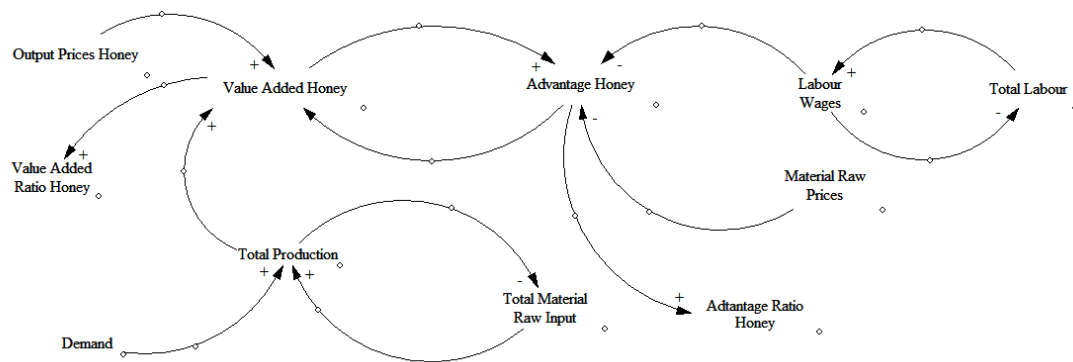 Output Prices Honey
+
Value Added Honey
+
-
Advantage Honey
+
Labour
Wages
Total Labour
+
+
-
-
Value Added
Ratio Honey
Material Raw
Prices
Total Production
+
+
-
Total Material
Raw Input
+
Adtantage Ratio
Honey
Demand